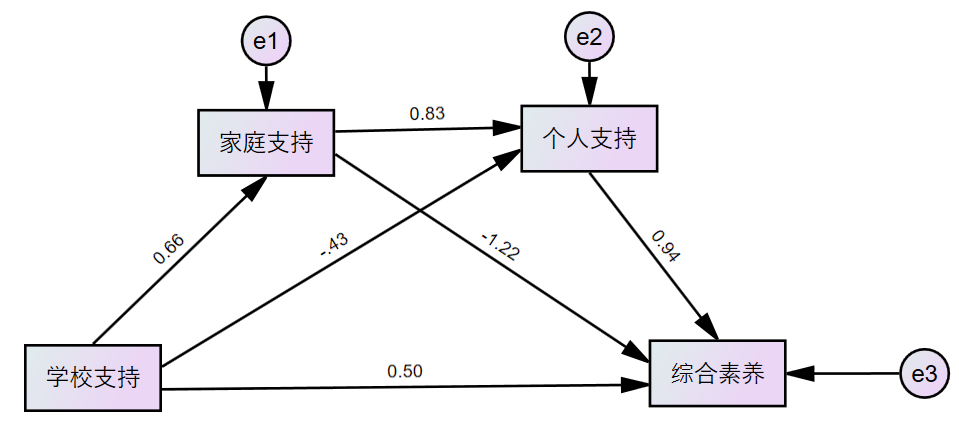 e1
e2
家庭支持
0.83
个人支持
0.66
-.43
-1.22
0.94
学校支持
0.50
综合素养
e3